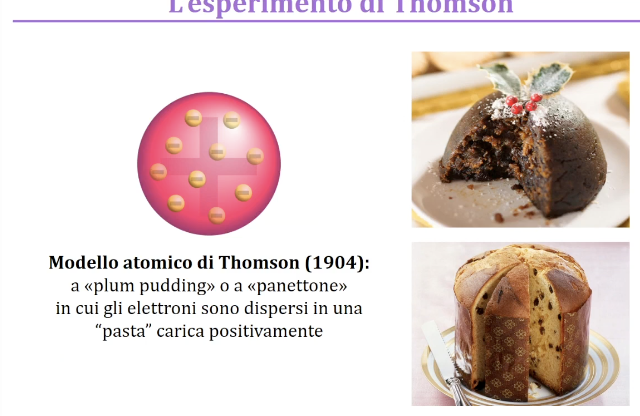 L'esperimento di Thomson
Modello atomico di Thomson (1904):
a «plum pudding» o a «panettone»
in cui gli elettroni sono dispersi in una
“pasta” carica positivamente